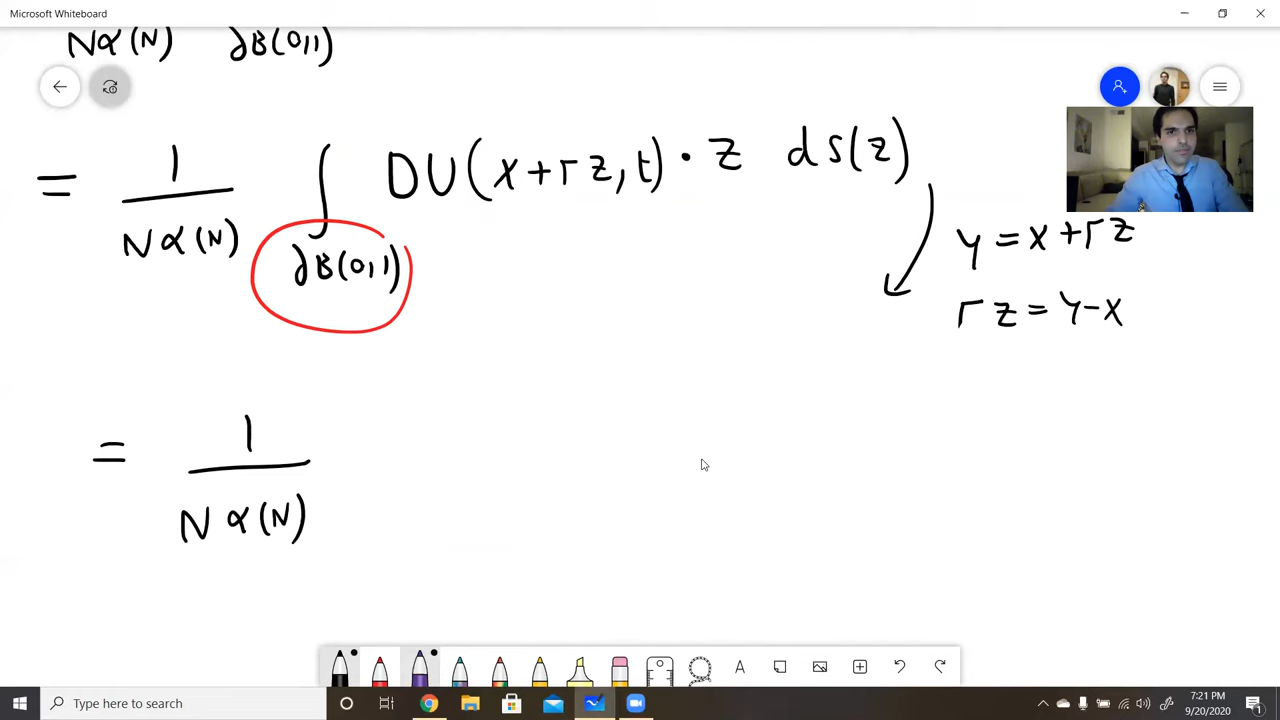 Microsoft Whiteboard
Nα(N) ∂B(0,1)
= 1/(Nα(N)) ∫ DU(x+rz,t)·z dS(z)
∂B(0,1)
y = x+rz
rz = y-x
= 1/(Nα(N))
A
Type here to search
7:21 PM
9/20/2020
1